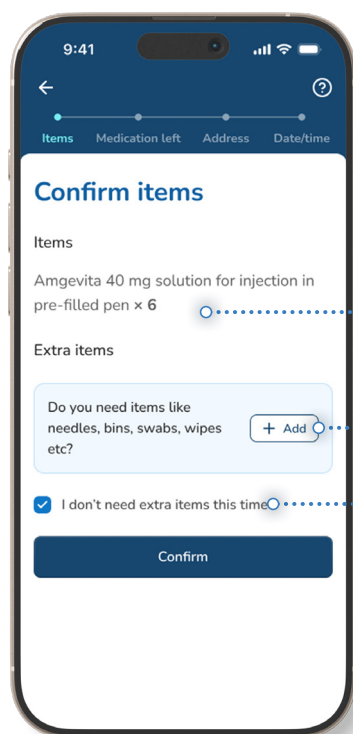 9:41
Items Medication left Address Date/time
Confirm items
Items
Amgevita 40 mg solution for injection in
pre-filled pen × 6
Extra items
Do you need items like
needles, bins, swabs, wipes
etc?
+ Add
I don't need extra items this time
Confirm